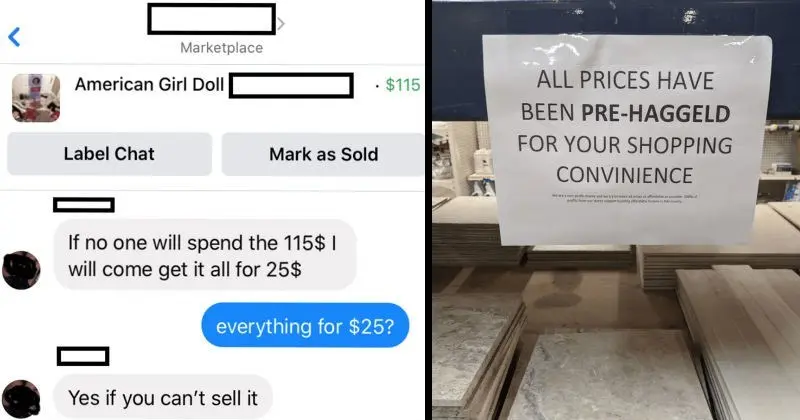 Marketplace
American Girl Doll
· $115
Label Chat
Mark as Sold
If no one will spend the 115$ I
will come get it all for 25$
everything for $25?
Yes if you can't sell it
ALL PRICES HAVE
BEEN PRE-HAGGELD
FOR YOUR SHOPPING
CONVINIENCE